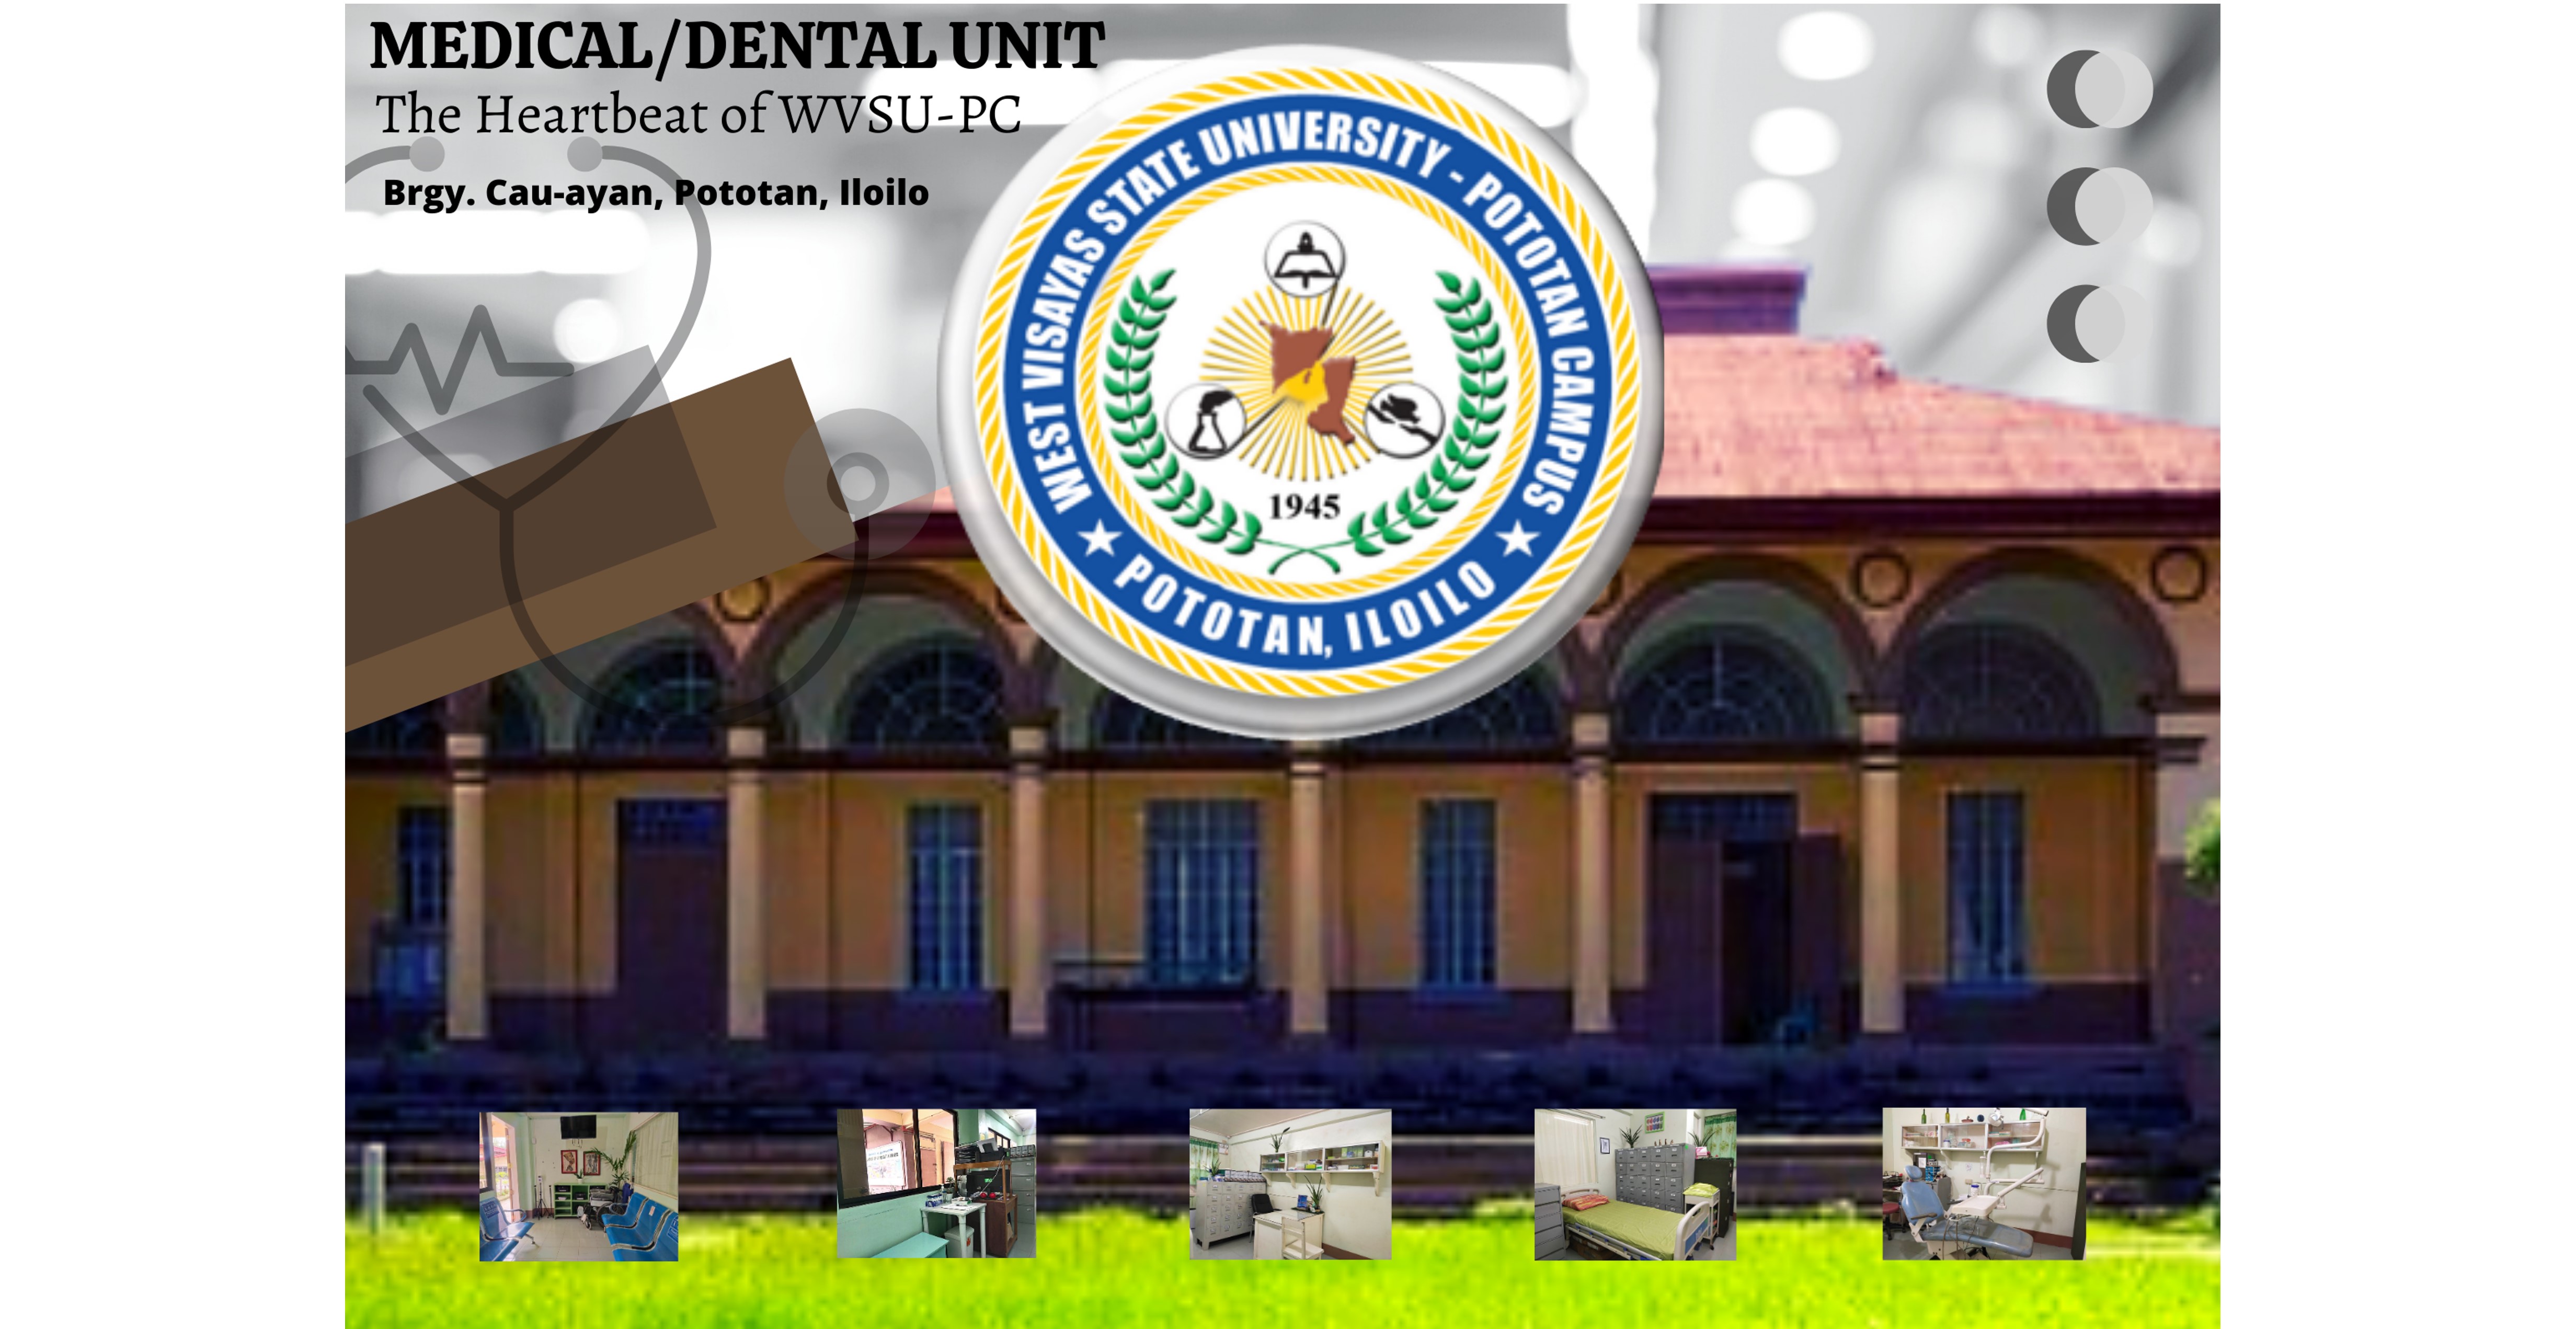 MEDICAL/DENTAL UNIT
The Heartbeat of WVSU-PC
Brgy. Cau-ayan, Pototan, Iloilo
WEST VISAYAS STATE UNIVERSITY - POTOTAN CAMPUS
1945
★ POTOTAN, ILOILO ★